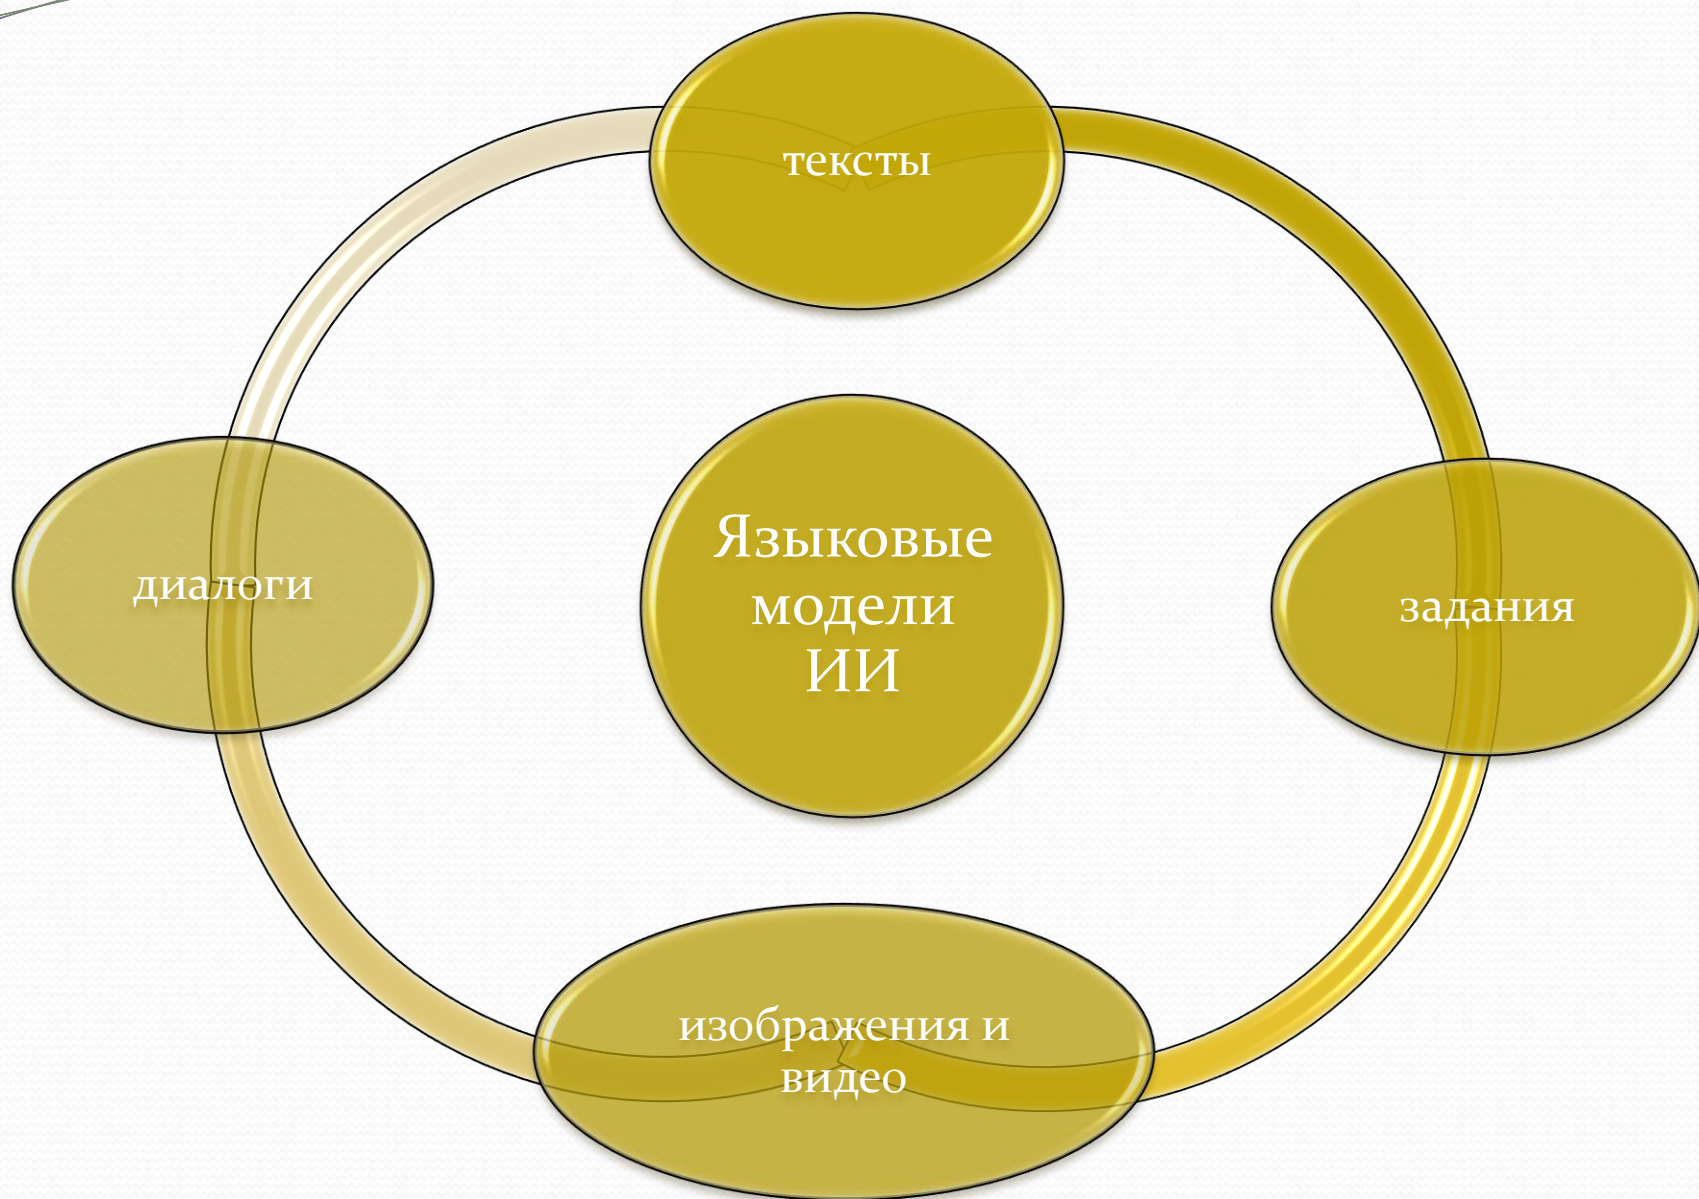 тексты
Языковые
модели
ИИ
диалоги
задания
изображения и
видео